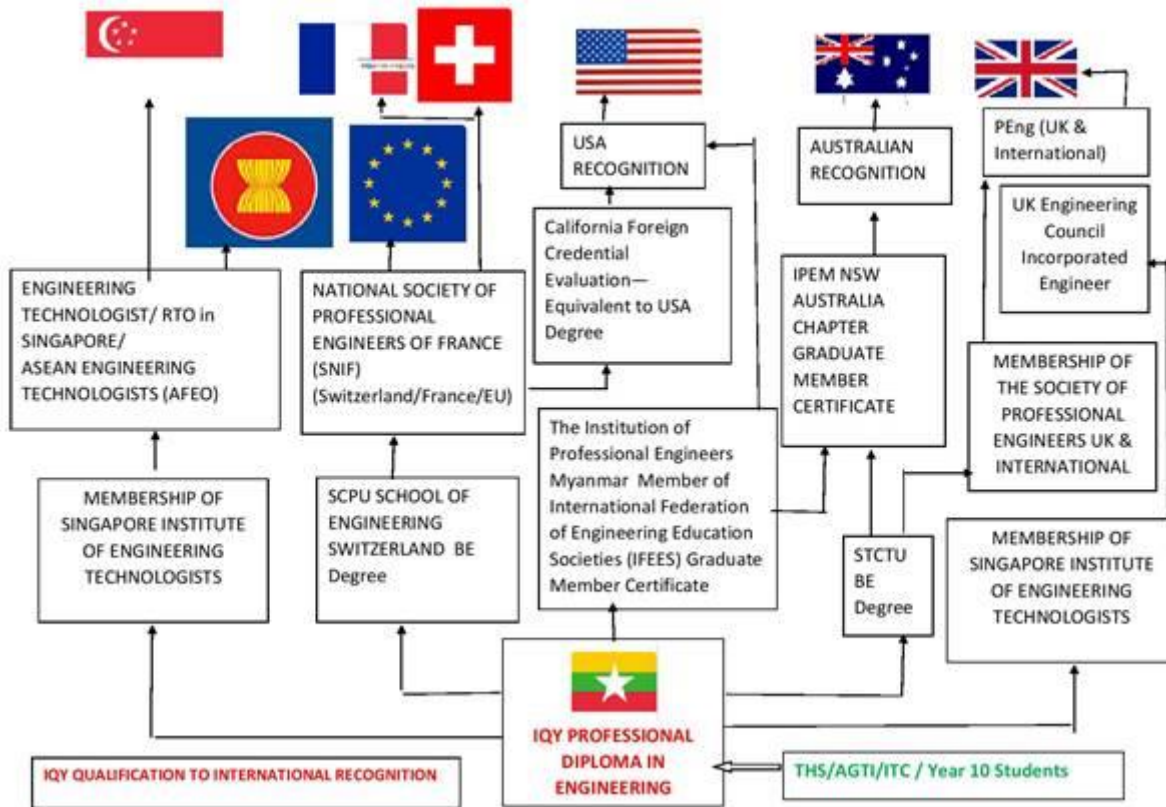 USA
RECOGNITION
AUSTRALIAN
RECOGNITION
PEng (UK &
International)
UK Engineering
Council
Incorporated
Engineer
ENGINEERING
TECHNOLOGIST/ RTO in
SINGAPORE/
ASEAN ENGINEERING
TECHNOLOGISTS (AFEO)
NATIONAL SOCIETY OF
PROFESSIONAL
ENGINEERS OF FRANCE
(SNIF)
(Switzerland/France/EU)
California Foreign
Credential
Evaluation—
Equivalent to USA
Degree
IPEM NSW
AUSTRALIA
CHAPTER
GRADUATE
MEMBER
CERTIFICATE
MEMBERSHIP OF
THE SOCIETY OF
PROFESSIONAL
ENGINEERS UK &
INTERNATIONAL
MEMBERSHIP OF
SINGAPORE INSTITUTE
OF ENGINEERING
TECHNOLOGISTS
SCPU SCHOOL OF
ENGINEERING
SWITZERLAND BE
Degree
The Institution of
Professional Engineers
Myanmar Member of
International Federation
of Engineering Education
Societies (IFEES) Graduate
Member Certificate
STCTU
BE
Degree
MEMBERSHIP OF
SINGAPORE INSTITUTE
OF ENGINEERING
TECHNOLOGISTS
IQY PROFESSIONAL
DIPLOMA IN
ENGINEERING
IQY QUALIFICATION TO INTERNATIONAL RECOGNITION
THS/AGTI/ITC / Year 10 Students